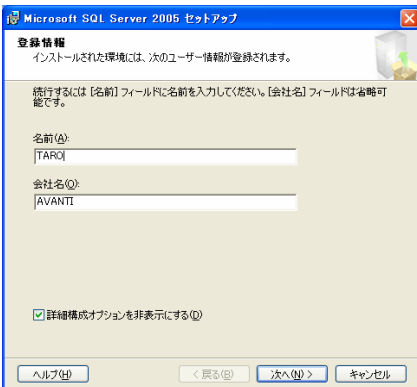 Microsoft SQL Server 2005 セットアップ
登録情報
インストールされた環境には、次のユーザー情報が登録されます。
続行するには [名前] フィールドに名前を入力してください。[会社名] フィールドは省略可
能です。
名前(A):
TARO
会社名(O):
AVANTI
詳細構成オプションを非表示にする(D)
ヘルプ(H)
< 戻る(B)
次へ(N) >
キャンセル